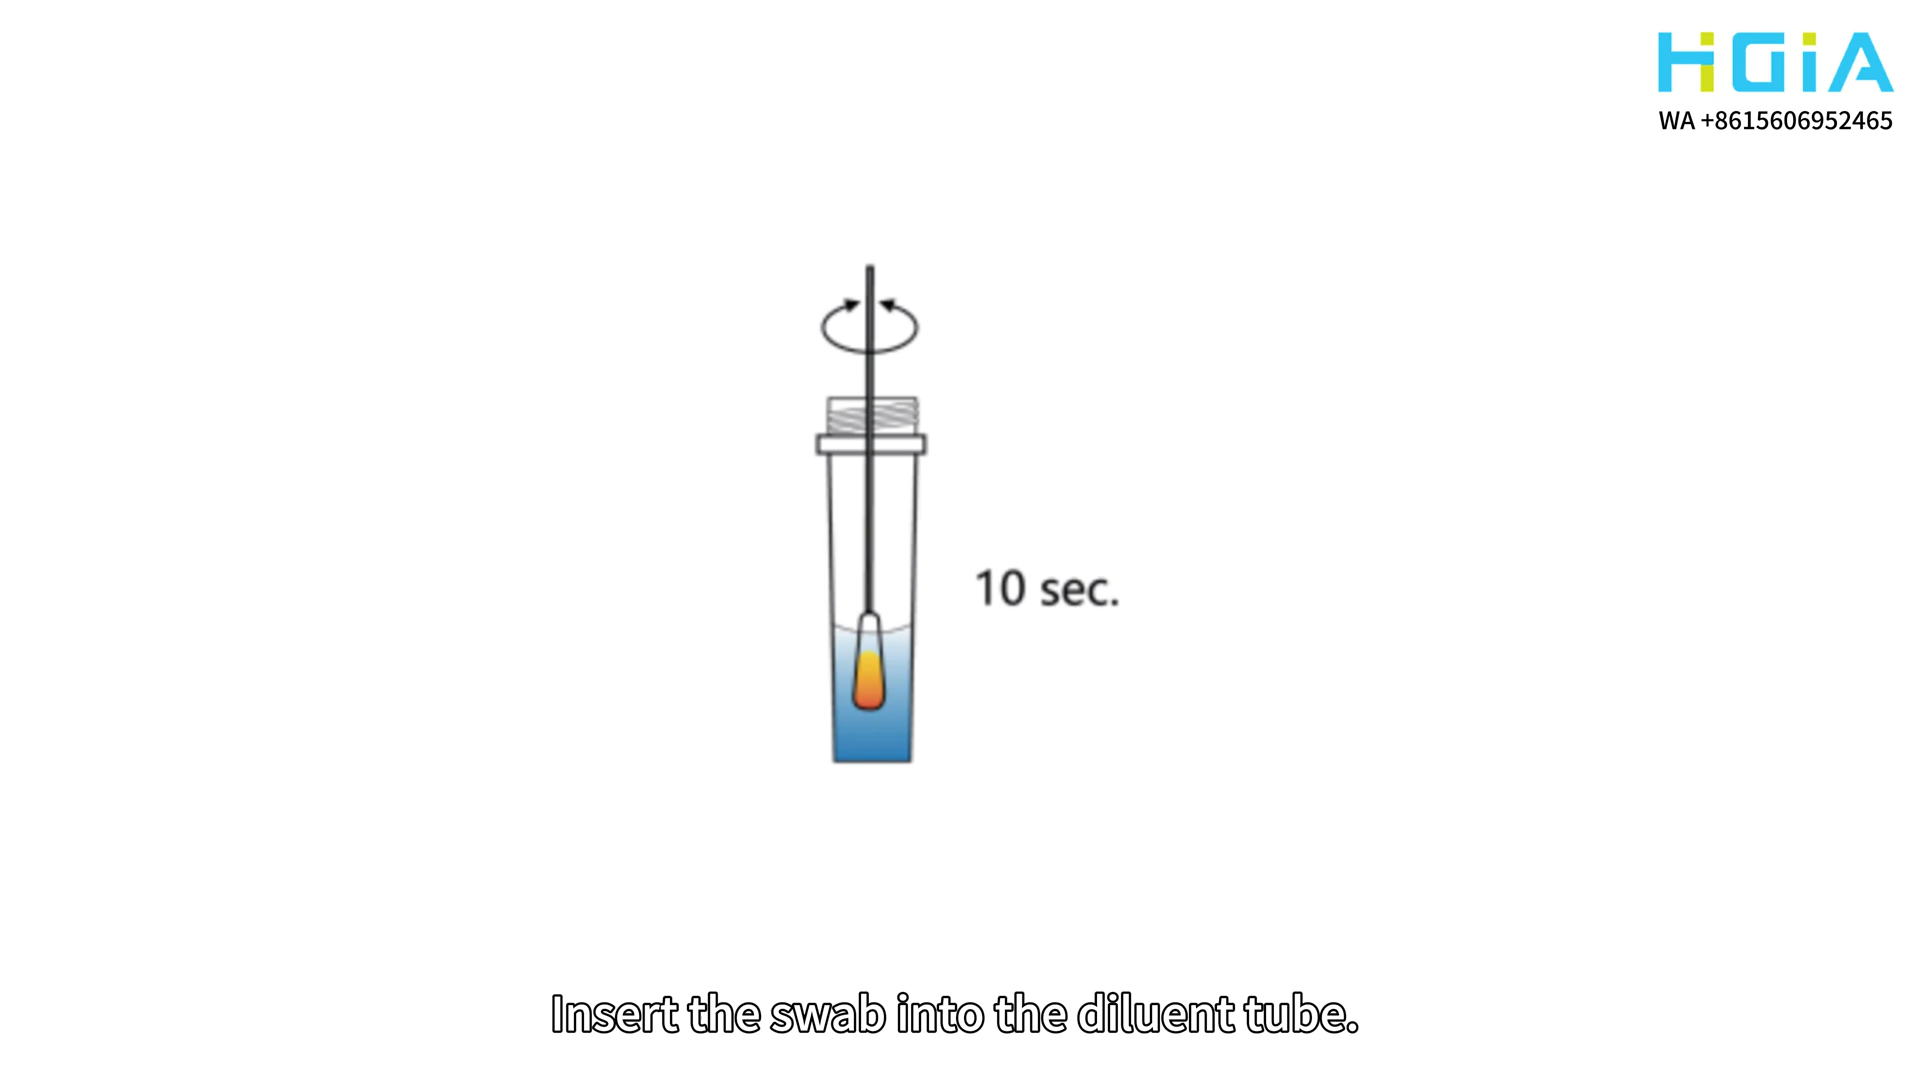 HGiA
WA +8615606952465
10 sec.
Insert the swab into the diluent tube.